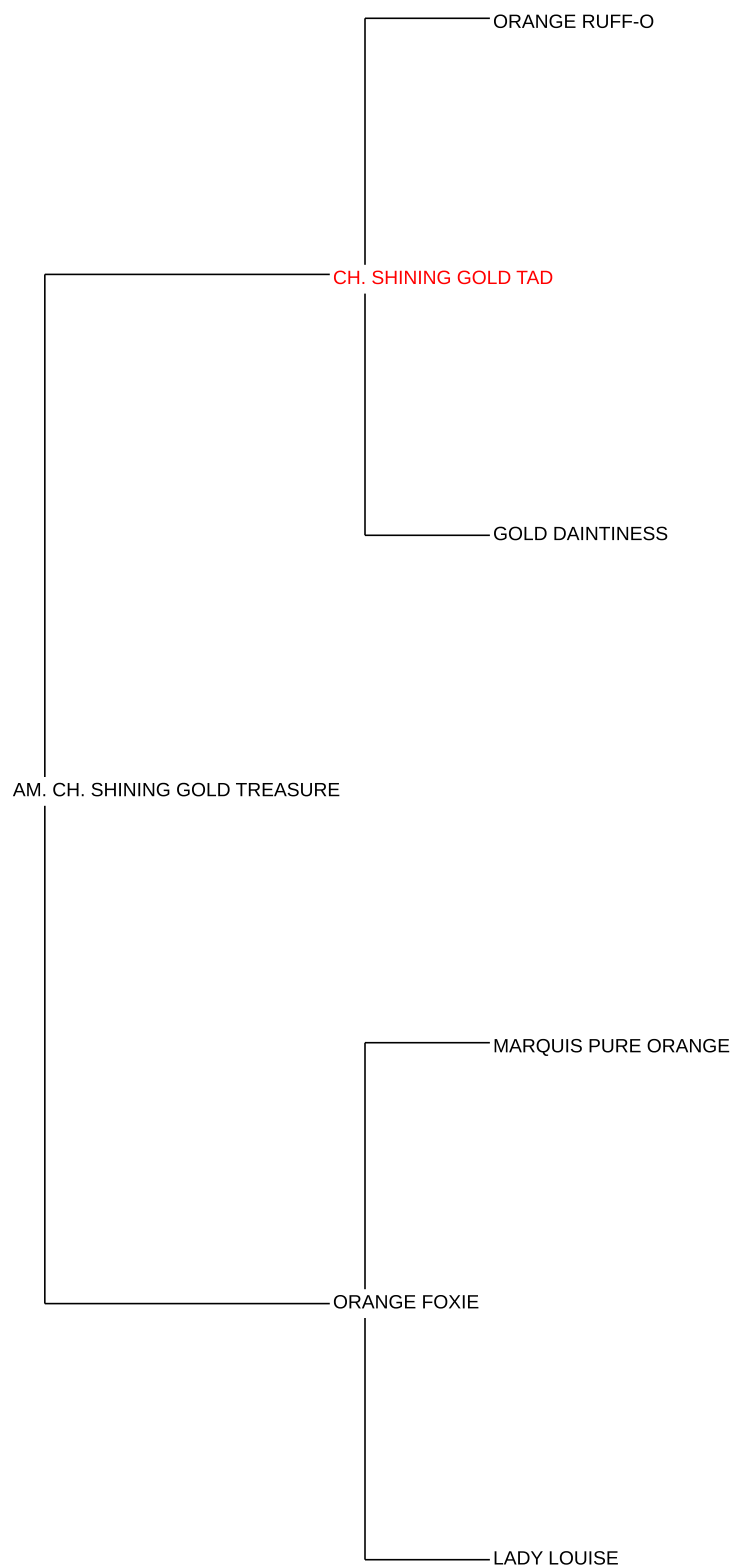 ORANGE RUFF-O
CH. SHINING GOLD TAD
GOLD DAINTINESS
AM. CH. SHINING GOLD TREASURE
MARQUIS PURE ORANGE
ORANGE FOXIE
LADY LOUISE